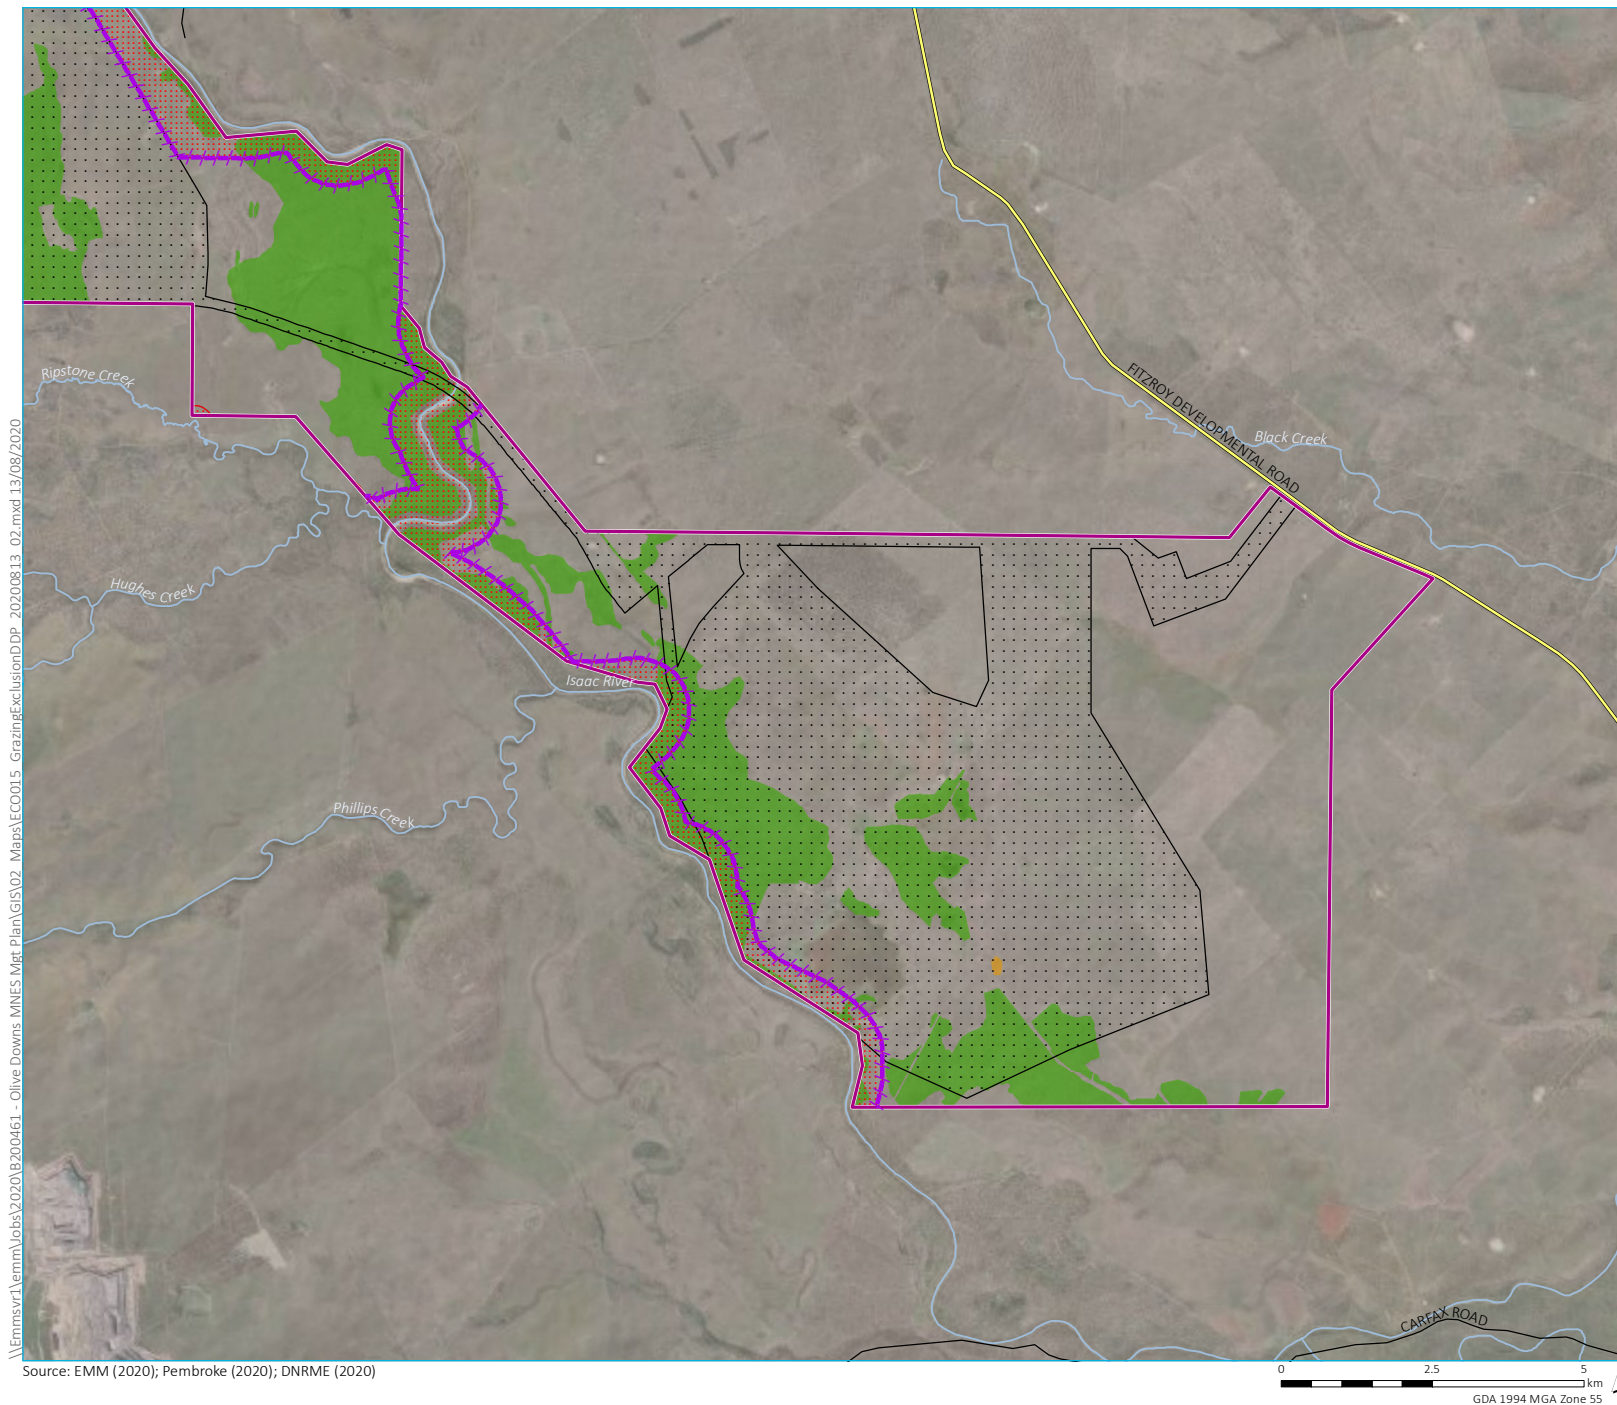 Ripstone Creek
FITZROY DEVELOPMENTAL ROAD
Black Creek
Hughes Creek
Isaac River
Phillips Creek
CARFAX ROAD
\\Emmsvr1\emm\Jobs\2020\B200461 - Olive Downs MNES Mgt Plan\GIS\02_Maps\ECO015_GrazingExclusionDDP_20200813_02.mxd 13/08/2020
Source: EMM (2020); Pembroke (2020); DNRME (2020)
0 2.5 5
km
GDA 1994 MGA Zone 55